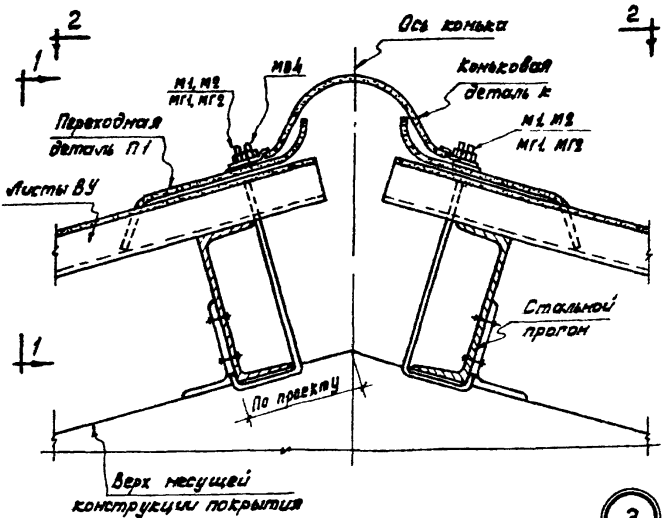 2
2
Ось конька
1
М1, М2
МГ1, МГ2
МВ4
Коньковая
деталь К
Переходная
деталь П1
М1, М2
МГ1, МГ2
Листы ВУ
Стальной
прогон
1
По проекту
Верх несущей
конструкции покрытия
3